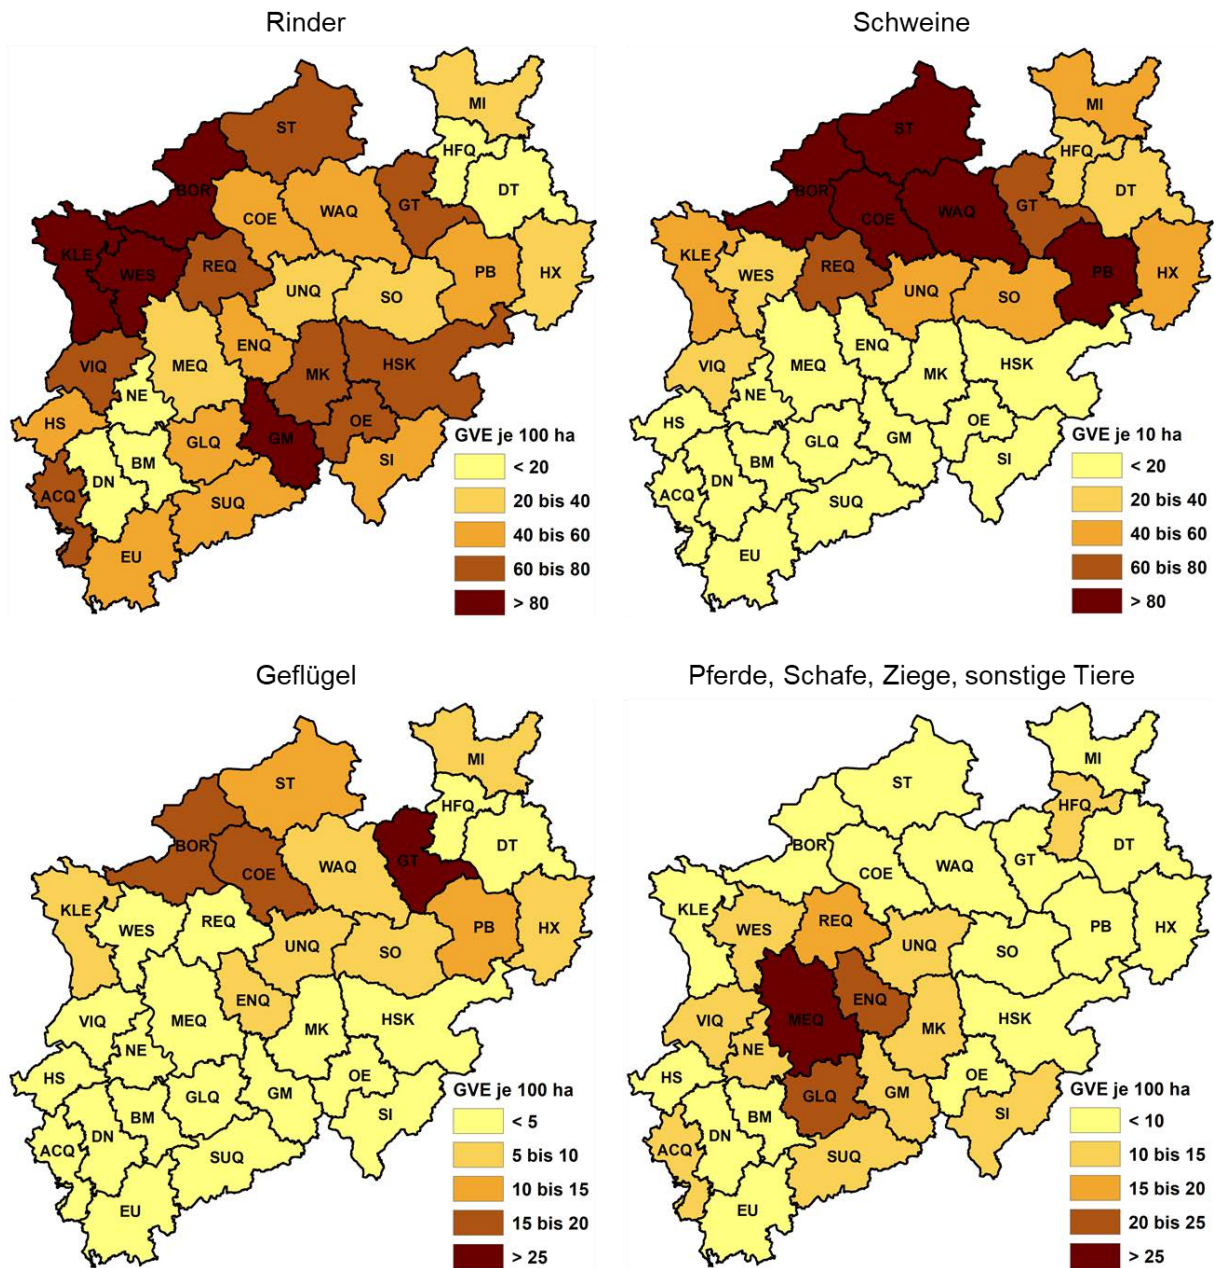 Rinder
Schweine
MI
ST
HFQ
DT
BOR
COE
WAQ
GT
KLE
WES
REQ
UNQ
SO
PB
HX
VIQ
MEQ
ENQ
MK
HSK
NE
HS
GLQ
GM
OE
SI
ACQ
DN
BM
SUQ
EU
GVE je 100 ha
< 20
20 bis 40
40 bis 60
60 bis 80
> 80
MI
ST
HFQ
DT
BOR
COE
WAQ
GT
KLE
WES
REQ
UNQ
SO
PB
HX
VIQ
MEQ
ENQ
MK
HSK
NE
HS
GLQ
GM
OE
SI
ACQ
DN
BM
SUQ
EU
GVE je 10 ha
< 20
20 bis 40
40 bis 60
60 bis 80
> 80
Geflügel
Pferde, Schafe, Ziege, sonstige Tiere
MI
ST
HFQ
DT
BOR
COE
WAQ
GT
KLE
WES
REQ
UNQ
SO
PB
HX
VIQ
MEQ
ENQ
MK
HSK
NE
HS
GLQ
GM
OE
SI
ACQ
DN
BM
SUQ
EU
GVE je 100 ha
< 5
5 bis 10
10 bis 15
15 bis 20
> 25
MI
ST
HFQ
DT
BOR
COE
WAQ
GT
KLE
WES
REQ
UNQ
SO
PB
HX
VIQ
MEQ
ENQ
MK
HSK
NE
HS
GLQ
GM
OE
SI
ACQ
DN
BM
SUQ
EU
GVE je 100 ha
< 10
10 bis 15
15 bis 20
20 bis 25
> 25